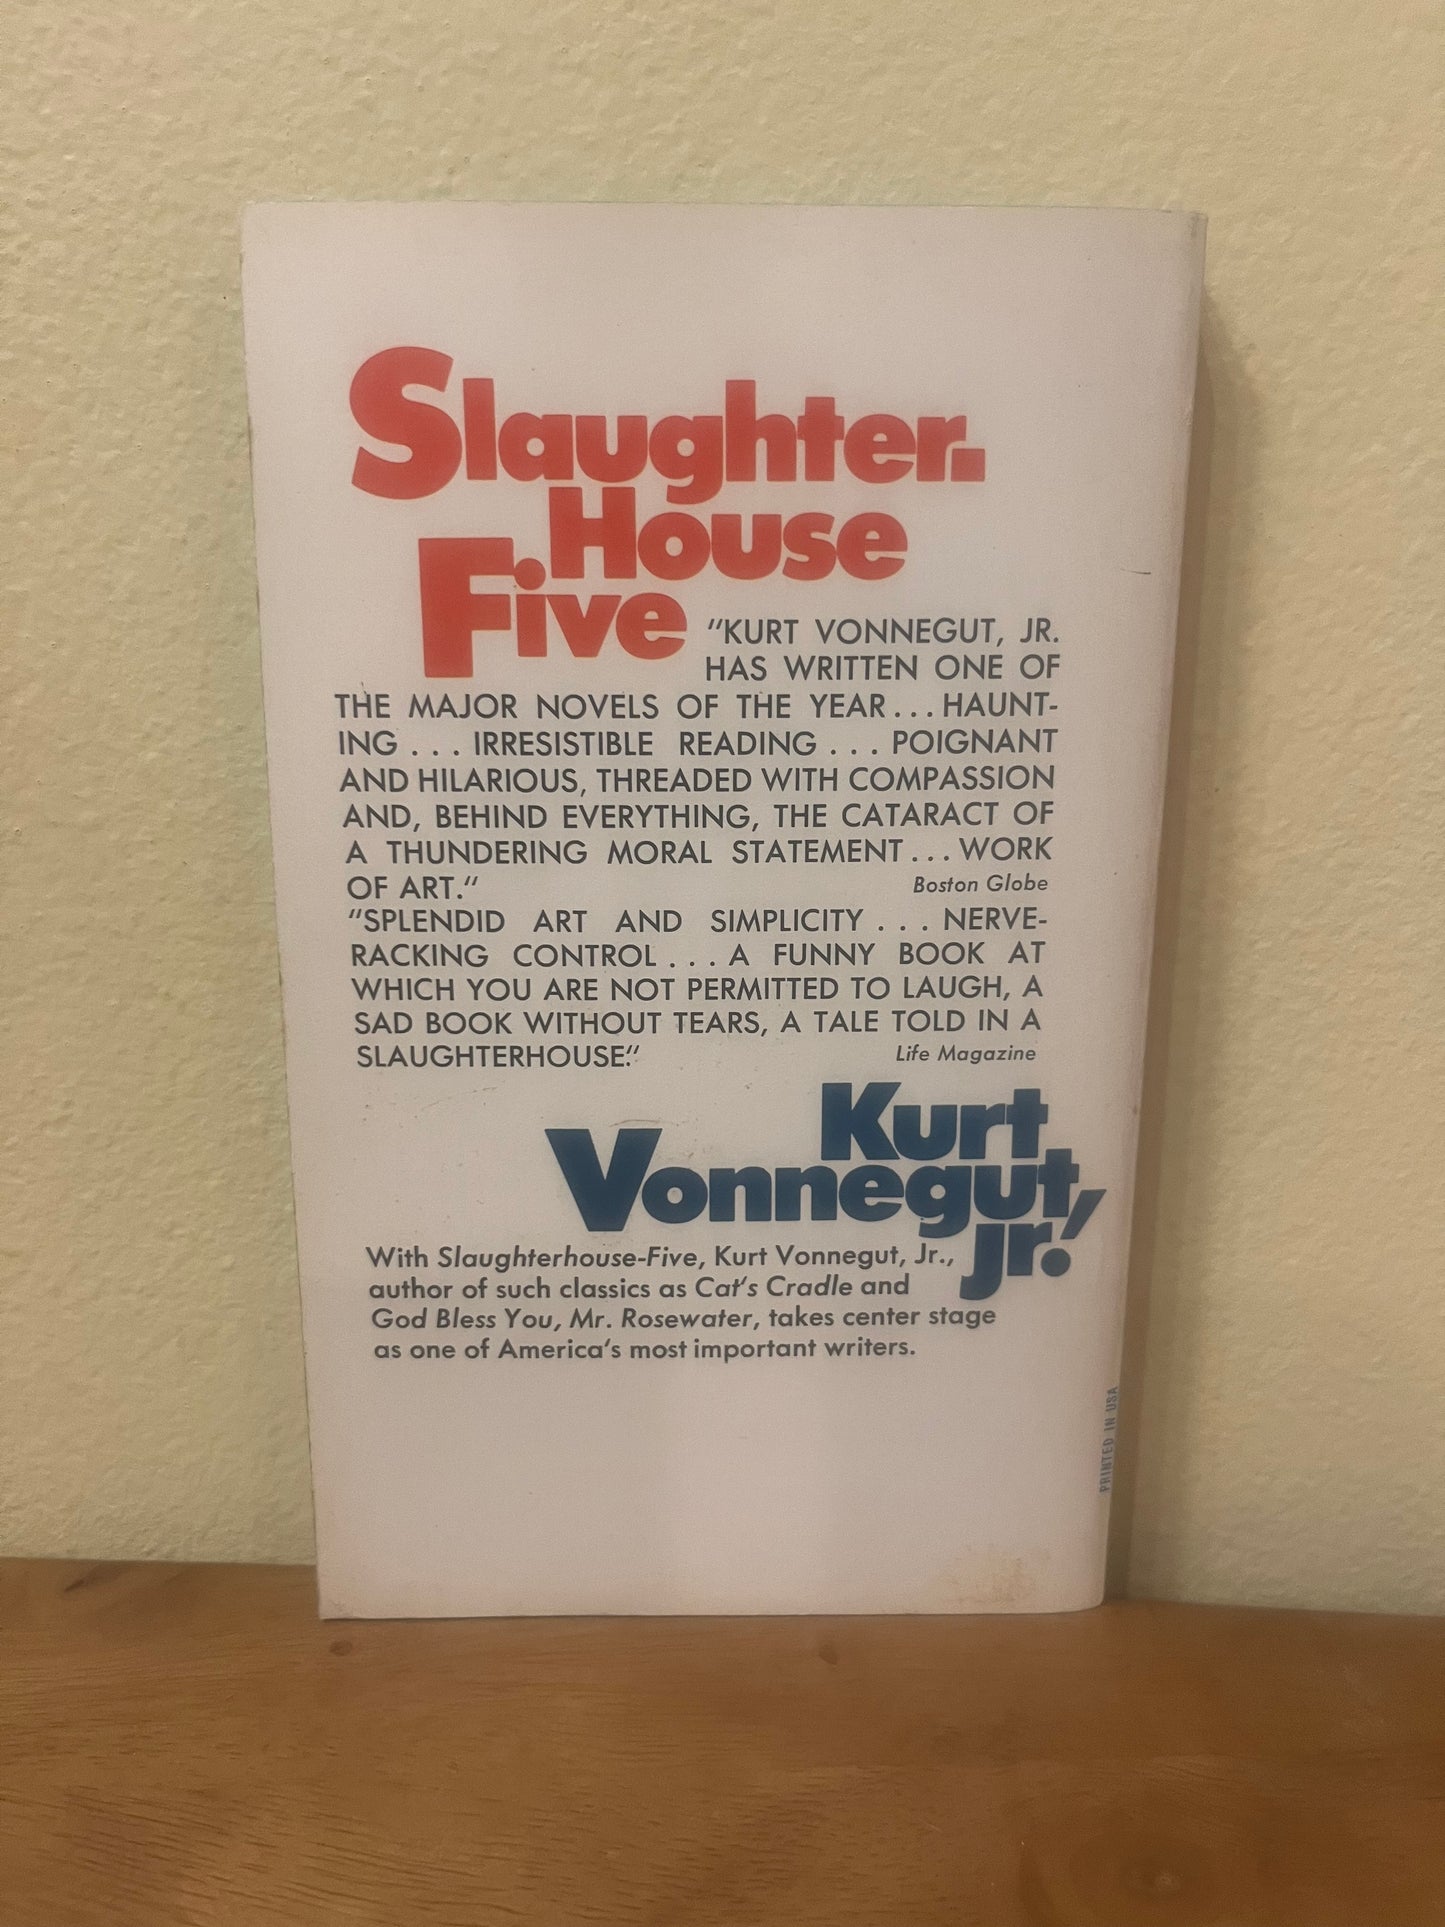 Slaughter-
House
Five
"KURT VONNEGUT, JR.
HAS WRITTEN ONE OF
THE MAJOR NOVELS OF THE YEAR...HAUNT-
ING... IRRESISTIBLE READING... POIGNANT
AND HILARIOUS, THREADED WITH COMPASSION
AND, BEHIND EVERYTHING, THE CATARACT OF
A THUNDERING MORAL STATEMENT...WORK
OF ART." Boston Globe
"SPLENDID ART AND SIMPLICITY... NERVE-
RACKING CONTROL...A FUNNY BOOK AT
WHICH YOU ARE NOT PERMITTED TO LAUGH, A
SAD BOOK WITHOUT TEARS, A TALE TOLD IN A
SLAUGHTERHOUSE." Life Magazine
Kurt
Vonnegut,
jr.!
With Slaughterhouse-Five, Kurt Vonnegut, Jr.,
author of such classics as Cat's Cradle and
God Bless You, Mr. Rosewater, takes center stage
as one of America's most important writers.
PRINTED IN USA